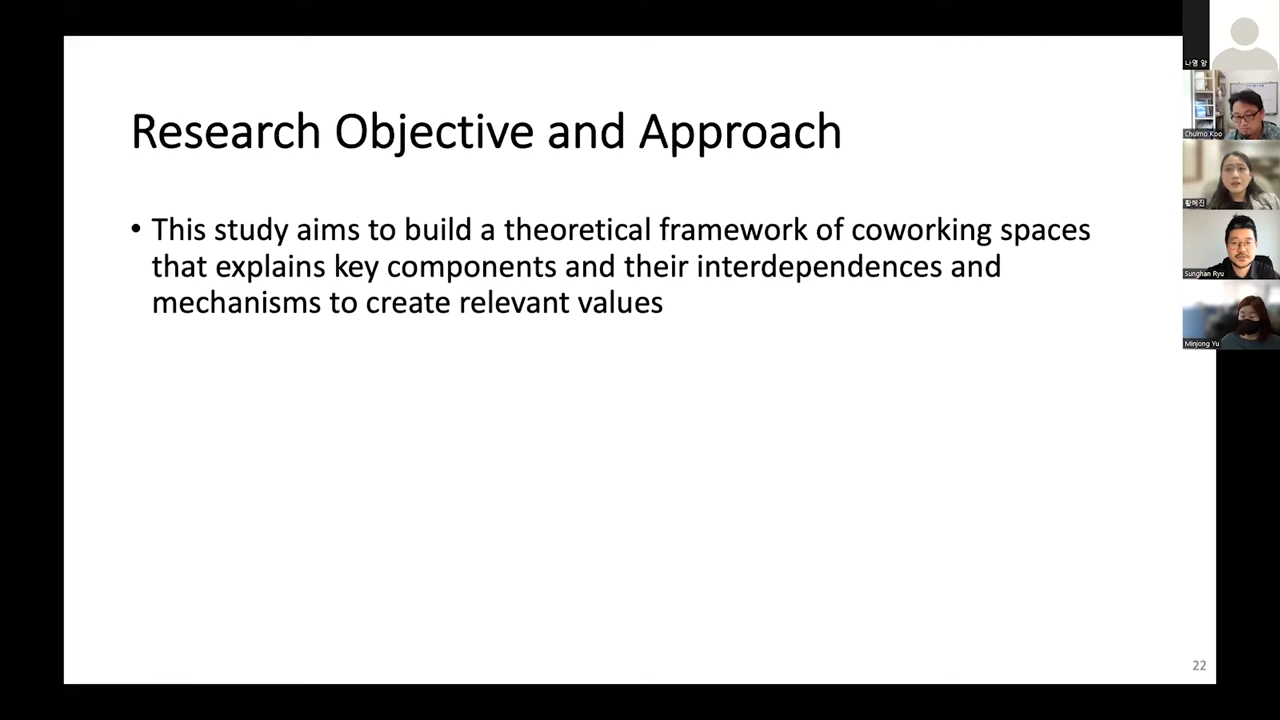 Research Objective and Approach
• This study aims to build a theoretical framework of coworking spaces
that explains key components and their interdependences and
mechanisms to create relevant values
22
나영 양
Chulmo Koo
황혜진
Sunghan Ryu
Minjong Yu